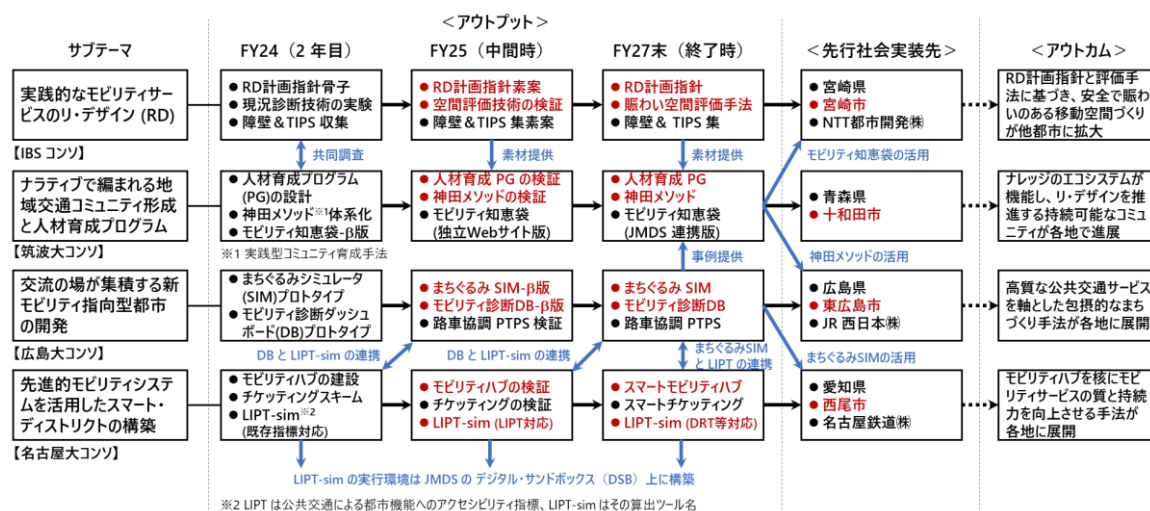 ＜アウトプット＞
サブテーマ
FY24（２年目）
FY25（中間時）
FY27末（終了時）
＜先行社会実装先＞
＜アウトカム＞
実践的なモビリティサー
ビスのリ・デザイン (RD)
【IBS コンソ】
● RD計画指針骨子
● 現況診断技術の実験
● 障壁＆TIPS 収集
● RD計画指針素案
● 空間評価技術の検証
● 障壁＆TIPS 集素案
● RD計画指針
● 賑わい空間評価手法
● 障壁＆TIPS 集
● 宮崎県
● 宮崎市
● NTT都市開発㈱
RD計画指針と評価手
法に基づき、安全で賑わ
いのある移動空間づくり
が他都市に拡大
共同調査
素材提供
素材提供
モビリティ知恵袋の活用
ナラティブで編まれる地
域交通コミュニティ形成
と人材育成プログラム
【筑波大コンソ】
● 人材育成プログラム
(PG)の設計
● 神田メソッド※1体系化
● モビリティ知恵袋-β版
※1 実践型コミュニティ育成手法
● 人材育成 PG の検証
● 神田メソッドの検証
● モビリティ知恵袋
(独立Webサイト版)
● 人材育成 PG
● 神田メソッド
● モビリティ知恵袋
(JMDS 連携版)
● 青森県
● 十和田市
ナレッジのエコシステムが
機能し、リ・デザインを推
進する持続可能なコミュ
ニティが各地で進展
事例提供
神田メソッドの活用
交流の場が集積する新
モビリティ指向型都市
の開発
【広島大コンソ】
● まちぐるみシミュレータ
(SIM)プロトタイプ
● モビリティ診断ダッシュ
ボード(DB)プロトタイプ
● まちぐるみ SIM-β版
● モビリティ診断DB-β版
● 路車協調 PTPS 検証
● まちぐるみ SIM
● モビリティ診断DB
● 路車協調 PTPS
● 広島県
● 東広島市
● JR 西日本㈱
高質な公共交通サービス
を軸とした包摂的なまち
づくり手法が各地に展開
DB と LIPT-sim の連携
DB と LIPT-sim の連携
まちぐるみSIM
と LIPT の連携
まちぐるみSIMの活用
先進的モビリティシステ
ムを活用したスマート・
ディストリクトの構築
【名古屋大コンソ】
● モビリティハブの建設
● チケッティングスキーム
● LIPT-sim※2
(既存指標対応)
● モビリティハブの検証
● チケッティングの検証
● LIPT-sim (LIPT対応)
● スマートモビリティハブ
● スマートチケッティング
● LIPT-sim (DRT等対応)
● 愛知県
● 西尾市
● 名古屋鉄道㈱
モビリティハブを核にモビ
リティサービスの質と持続
力を向上させる手法が
各地に展開
LIPT-sim の実行環境は JMDS の デジタル・サンドボックス（DSB）上に構築
※2 LIPT は公共交通による都市機能へのアクセシビリティ指標、LIPT-sim はその算出ツール名